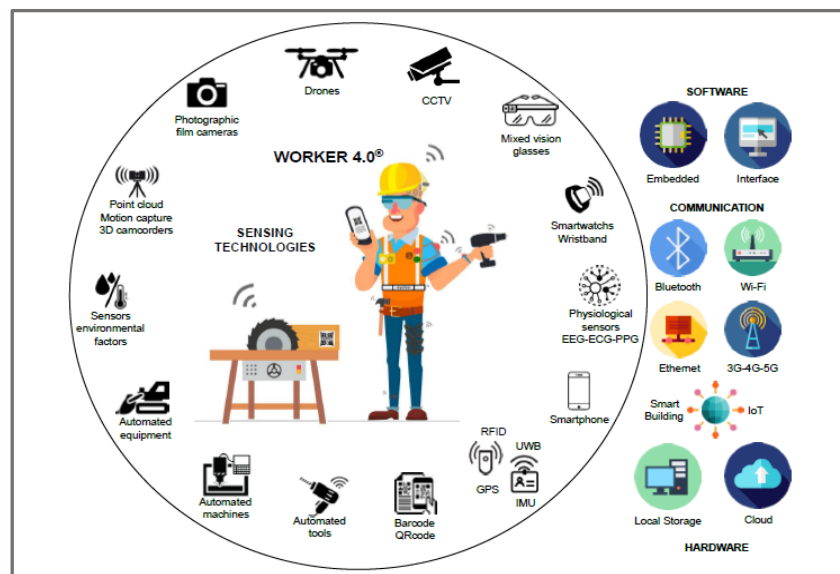 Drones
CCTV
Photographic
film cameras
Mixed vision
glasses
WORKER 4.0®
Point cloud
Motion capture
3D camcorders
SENSING
TECHNOLOGIES
Smartwatchs
Wristband
Sensors
environmental
factors
Physiological
sensors
EEG-ECG-PPG
Automated
equipment
Smartphone
RFID
UWB
GPS
IMU
Automated
machines
Automated
tools
Barcode
QRcode
SOFTWARE
Embedded
Interface
COMMUNICATION
Bluetooth
Wi-Fi
Ethernet
3G-4G-5G
Smart
Building
IoT
Local Storage
Cloud
HARDWARE